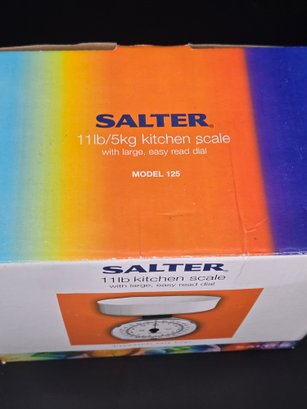 SALTER®
11lb/5kg kitchen scale
with large, easy read dial
MODEL 125
SALTER®
11lb kitchen scale
with large, easy read dial